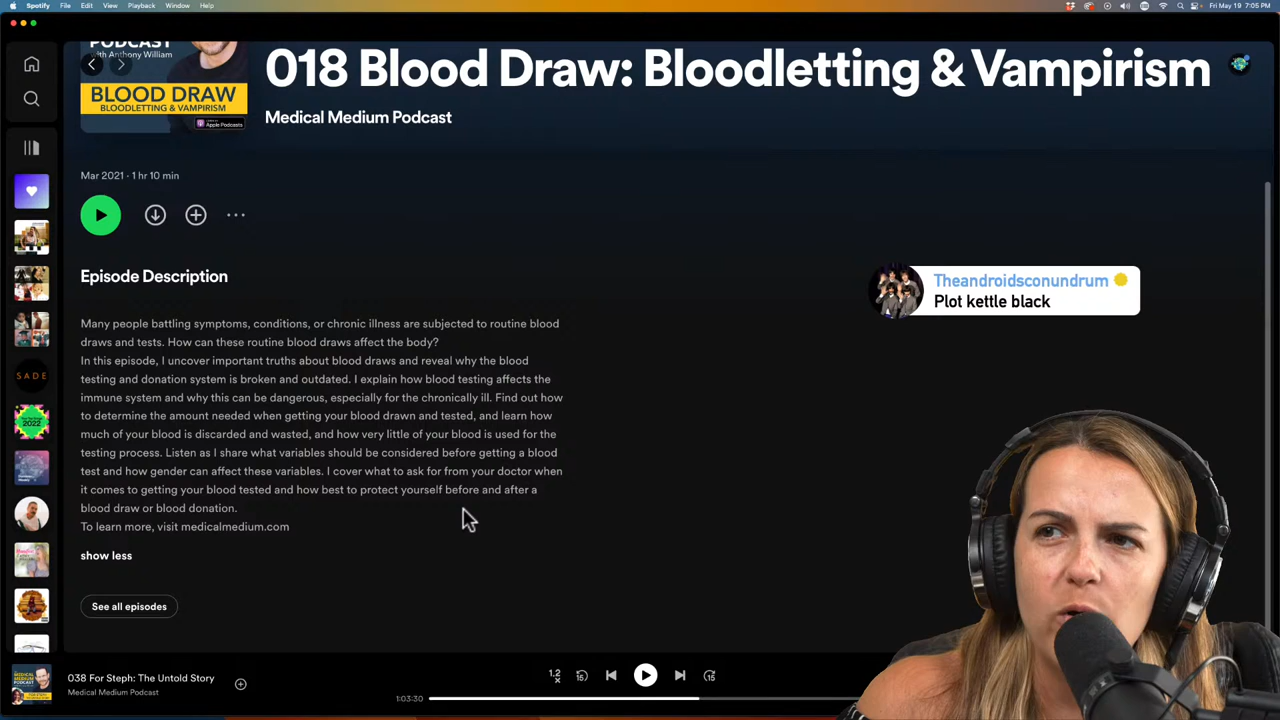 Spotify File Edit View Playback Window Help
Fri May 19 7:05 PM
PODCAST
with Anthony William
BLOOD DRAW
BLOODLETTING & VAMPIRISM
Apple Podcasts
018 Blood Draw: Bloodletting & Vampirism
Medical Medium Podcast
Mar 2021 · 1 hr 10 min
Episode Description
Many people battling symptoms, conditions, or chronic illness are subjected to routine blood
draws and tests. How can these routine blood draws affect the body?
In this episode, I uncover important truths about blood draws and reveal why the blood
testing and donation system is broken and outdated. I explain how blood testing affects the
immune system and why this can be dangerous, especially for the chronically ill. Find out how
to determine the amount needed when getting your blood drawn and tested, and learn how
much of your blood is discarded and wasted, and how very little of your blood is used for the
testing process. Listen as I share what variables should be considered before getting a blood
test and how gender can affect these variables. I cover what to ask for from your doctor when
it comes to getting your blood tested and how best to protect yourself before and after a
blood draw or blood donation.
To learn more, visit medicalmedium.com
show less
See all episodes
Theandroidsconundrum
Plot kettle black
SADE
2022
038 For Steph: The Untold Story
Medical Medium Podcast
1.2x
15
15
1:03:30